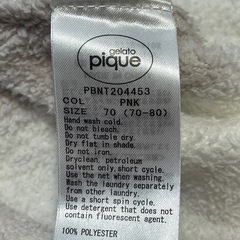 gelato
pique
PBNT204453
COL PNK
SIZE 70 (70-80)
Hand wash cold.
Do not bleach.
Do not tumble dry.
Dry flat in shade.
Do not iron.
Dryclean, petroleum
solvent only, short cycle.
Use the net when washing.
Wash the laundry separately
from other laundry.
Use a short spin cycle.
Use detergent that does not
contain fluorescent agent.
100% POLYESTER